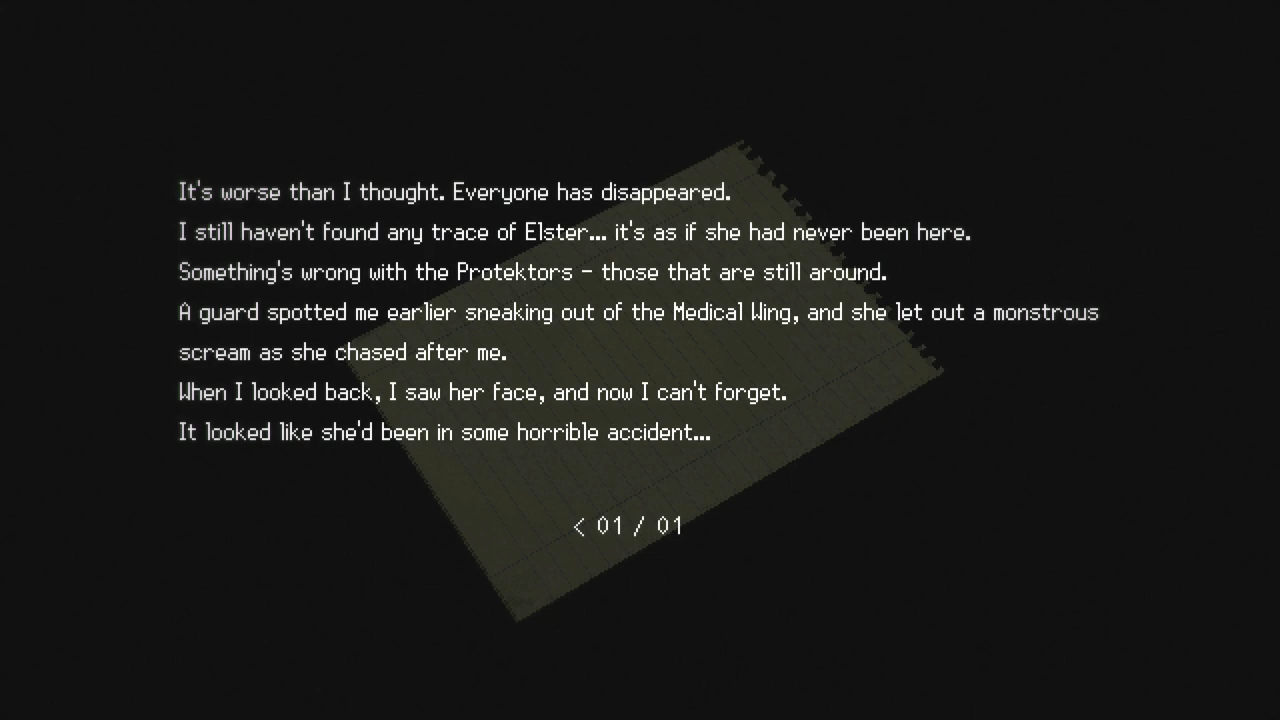 It's worse than I thought. Everyone has disappeared.
I still haven't found any trace of Elster... it's as if she had never been here.
Something's wrong with the Protektors - those that are still around.
A guard spotted me earlier sneaking out of the Medical Wing, and she let out a monstrous
scream as she chased after me.
When I looked back, I saw her face, and now I can't forget.
It looked like she'd been in some horrible accident...
< 01 / 01